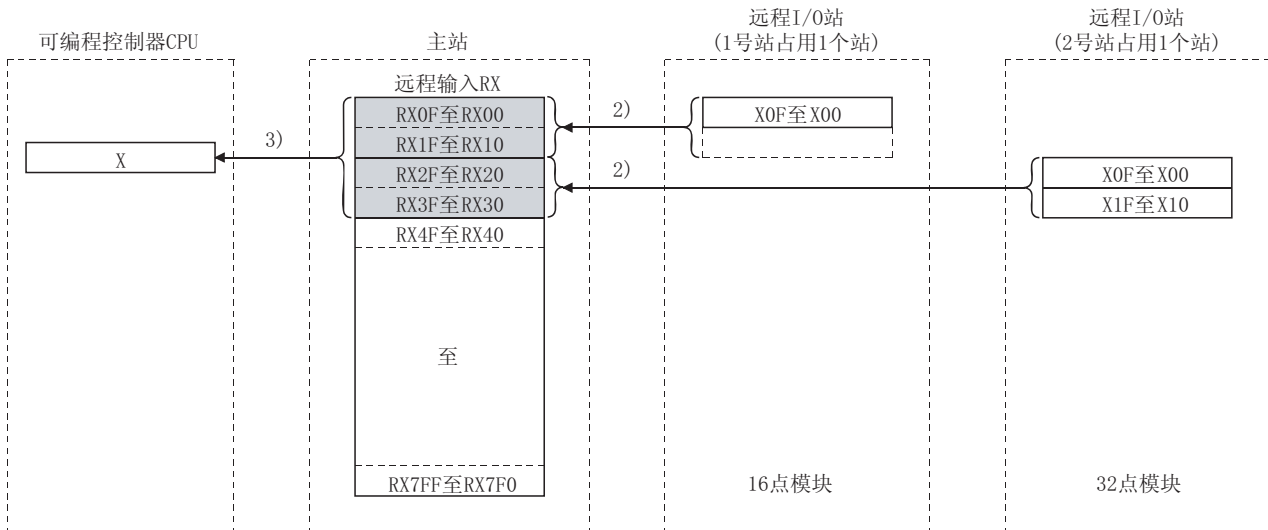 可编程控制器CPU
主站
远程I/O站
(1号站占用1个站)
远程I/O站
(2号站占用1个站)
远程输入RX
RX0F至RX00
RX1F至RX10
RX2F至RX20
RX3F至RX30
RX4F至RX40
至
RX7FF至RX7F0
3)
X
2)
2)
X0F至X00
X0F至X00
X1F至X10
16点模块
32点模块